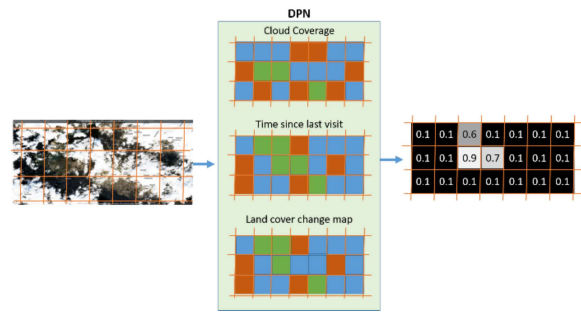 DPN
Cloud Coverage
Time since last visit
Land cover change map
0.1 0.1 0.6 0.1 0.1 0.1 0.1
0.1 0.1 0.9 0.7 0.1 0.1 0.1
0.1 0.1 0.1 0.1 0.1 0.1 0.1